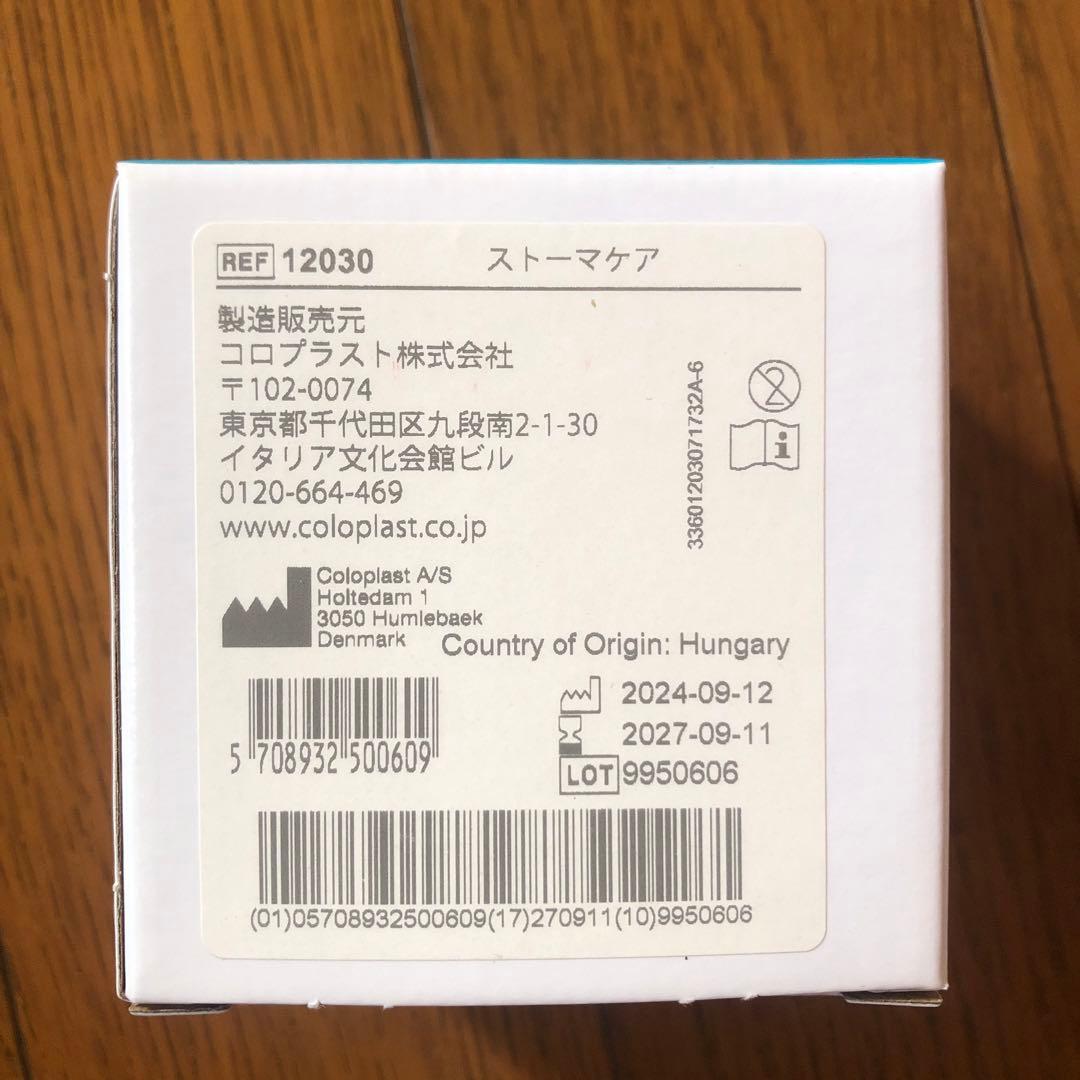 REF 12030 ストーマケア
製造販売元
コロプラスト株式会社
〒102-0074
東京都千代田区九段南2-1-30
イタリア文化会館ビル
0120-664-469
www.coloplast.co.jp
33601203071732A-6
2
i
Coloplast A/S
Holtedam 1
3050 Humlebaek
Denmark
Country of Origin: Hungary
2024-09-12
2027-09-11
LOT 9950606
5 708932 500609
(01)05708932500609(17)270911(10)9950606